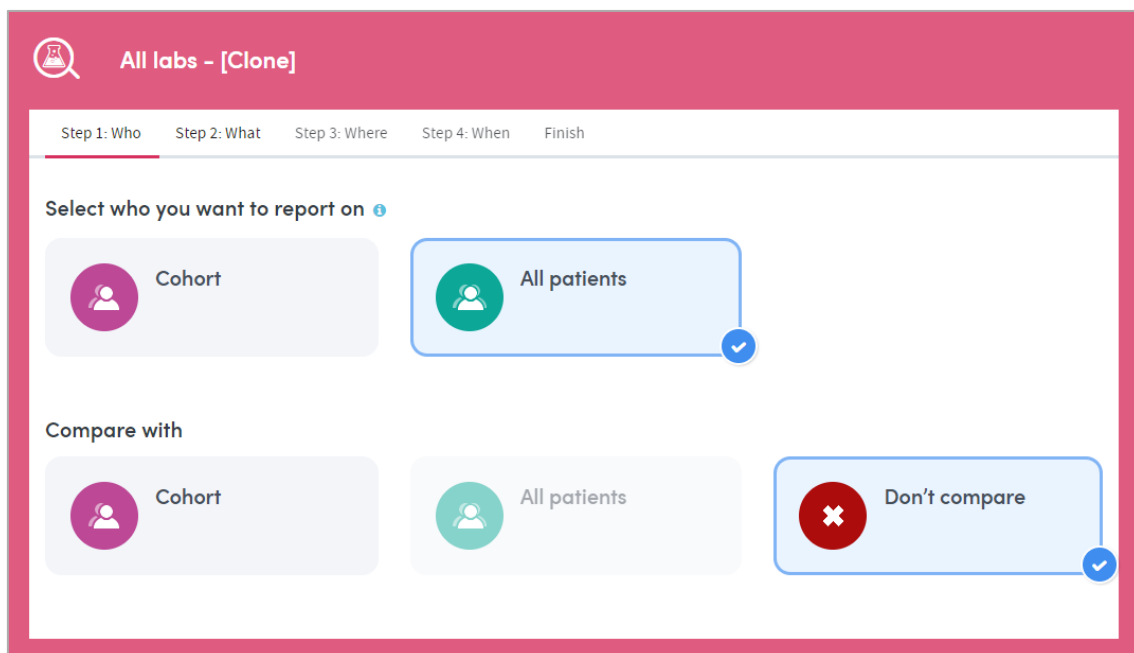 All labs - [Clone]
Step 1: Who Step 2: What Step 3: Where Step 4: When Finish
Select who you want to report on
Cohort All patients
Compare with
Cohort All patients Don't compare